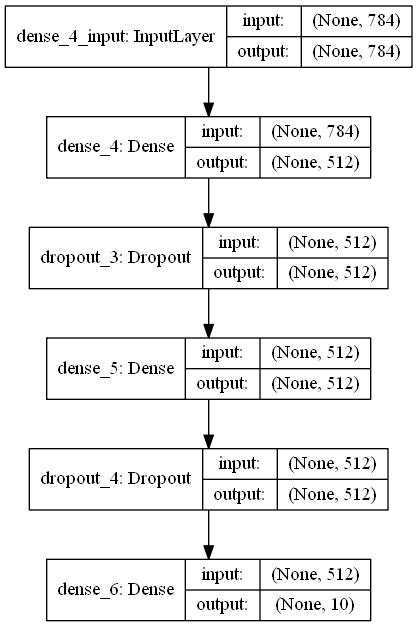 dense_4_input: InputLayer
input: (None, 784)
output: (None, 784)
dense_4: Dense
input: (None, 784)
output: (None, 512)
dropout_3: Dropout
input: (None, 512)
output: (None, 512)
dense_5: Dense
input: (None, 512)
output: (None, 512)
dropout_4: Dropout
input: (None, 512)
output: (None, 512)
dense_6: Dense
input: (None, 512)
output: (None, 10)